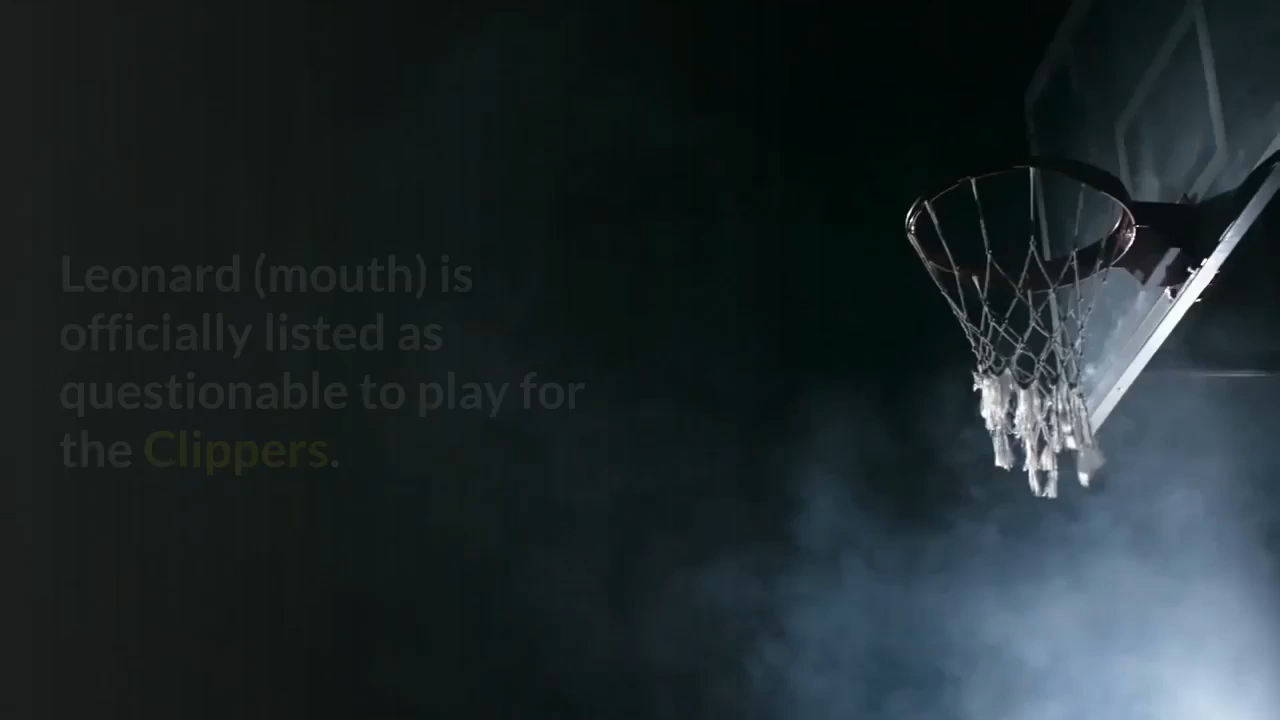 Leonard (mouth) is
officially listed as
questionable to play for
the Clippers.